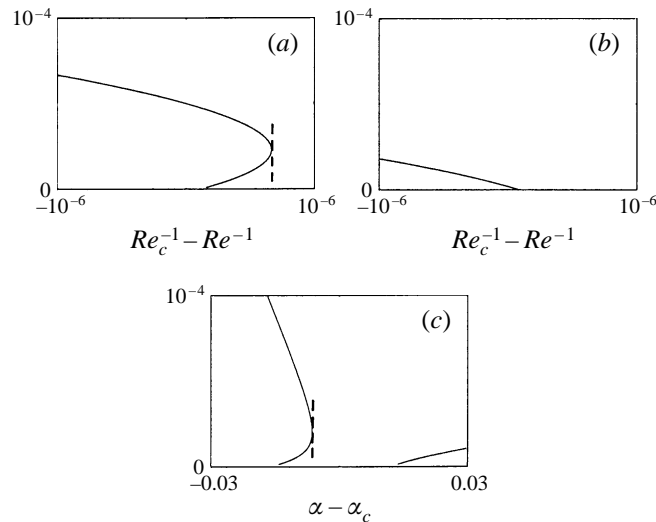 10⁻⁴ (a) 10⁻⁴ (b)
0 0
−10⁻⁶ 10⁻⁶ −10⁻⁶ 10⁻⁶
Re_c⁻¹ − Re⁻¹ Re_c⁻¹ − Re⁻¹
10⁻⁴ (c)
0
−0.03 0.03
α − α_c